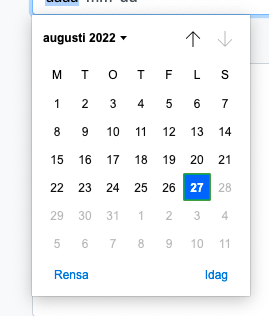 åååå-mm-dd
augusti 2022
M T O T F L S
1 2 3 4 5 6 7
8 9 10 11 12 13 14
15 16 17 18 19 20 21
22 23 24 25 26 27 28
29 30 31 1 2 3 4
5 6 7 8 9 10 11
Rensa Idag